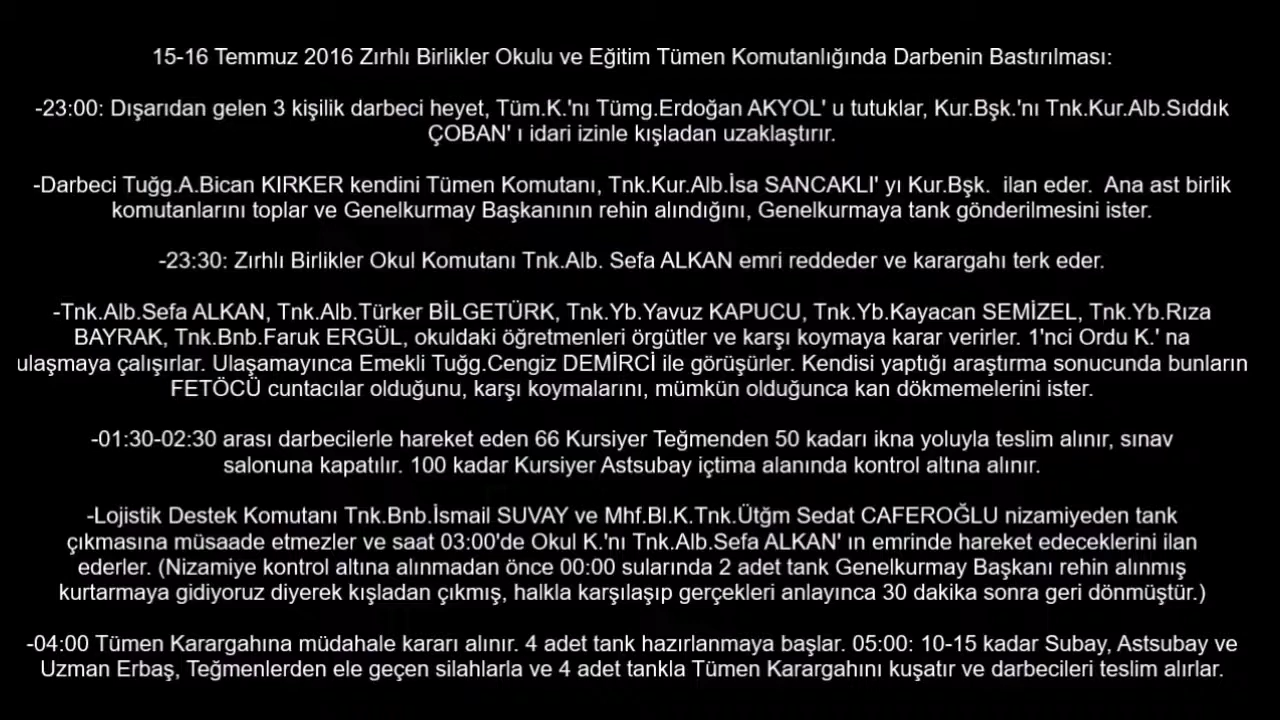 15-16 Temmuz 2016 Zırhlı Birlikler Okulu ve Eğitim Tümen Komutanlığında Darbenin Bastırılması:
-23:00: Dışarıdan gelen 3 kişilik darbeci heyet, Tüm.K.'nı Tümg.Erdoğan AKYOL' u tutuklar, Kur.Bşk.'nı Tnk.Kur.Alb.Sıddık
ÇOBAN' ı idari izinle kışladan uzaklaştırır.
-Darbeci Tuğg.A.Bican KIRKER kendini Tümen Komutanı, Tnk.Kur.Alb.İsa SANCAKLI' yı Kur.Bşk.  ilan eder.  Ana ast birlik
komutanlarını toplar ve Genelkurmay Başkanının rehin alındığını, Genelkurmaya tank gönderilmesini ister.
-23:30: Zırhlı Birlikler Okul Komutanı Tnk.Alb. Sefa ALKAN emri reddeder ve karargahı terk eder.
-Tnk.Alb.Sefa ALKAN, Tnk.Alb.Türker BİLGETÜRK, Tnk.Yb.Yavuz KAPUCU, Tnk.Yb.Kayacan SEMİZEL, Tnk.Yb.Rıza
BAYRAK, Tnk.Bnb.Faruk ERGÜL, okuldaki öğretmenleri örgütler ve karşı koymaya karar verirler. 1'nci Ordu K.' na
ulaşmaya çalışırlar. Ulaşamayınca Emekli Tuğg.Cengiz DEMİRCİ ile görüşürler. Kendisi yaptığı araştırma sonucunda bunların
FETÖCÜ cuntacılar olduğunu, karşı koymalarını, mümkün olduğunca kan dökmemelerini ister.
-01:30-02:30 arası darbecilerle hareket eden 66 Kursiyer Teğmenden 50 kadarı ikna yoluyla teslim alınır, sınav
salonuna kapatılır. 100 kadar Kursiyer Astsubay içtima alanında kontrol altına alınır.
-Lojistik Destek Komutanı Tnk.Bnb.İsmail SUVAY ve Mhf.Bl.K.Tnk.Ütğm Sedat CAFEROĞLU nizamiyeden tank
çıkmasına müsaade etmezler ve saat 03:00'de Okul K.'nı Tnk.Alb.Sefa ALKAN' ın emrinde hareket edeceklerini ilan
ederler. (Nizamiye kontrol altına alınmadan önce 00:00 sularında 2 adet tank Genelkurmay Başkanı rehin alınmış
kurtarmaya gidiyoruz diyerek kışladan çıkmış, halkla karşılaşıp gerçekleri anlayınca 30 dakika sonra geri dönmüştür.)
-04:00 Tümen Karargahına müdahale kararı alınır. 4 adet tank hazırlanmaya başlar. 05:00: 10-15 kadar Subay, Astsubay ve
Uzman Erbaş, Teğmenlerden ele geçen silahlarla ve 4 adet tankla Tümen Karargahını kuşatır ve darbecileri teslim alırlar.